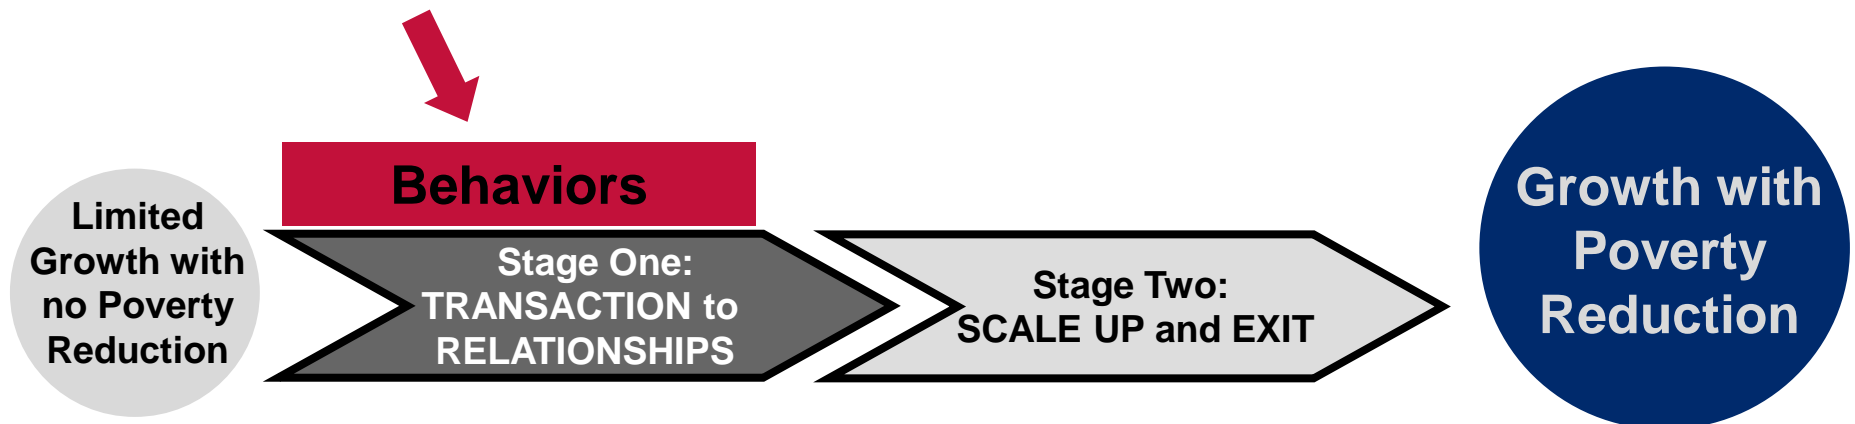 Behaviors
Limited
Growth with
no Poverty
Reduction
Stage One:
TRANSACTION to
RELATIONSHIPS
Stage Two:
SCALE UP and EXIT
Growth with
Poverty
Reduction